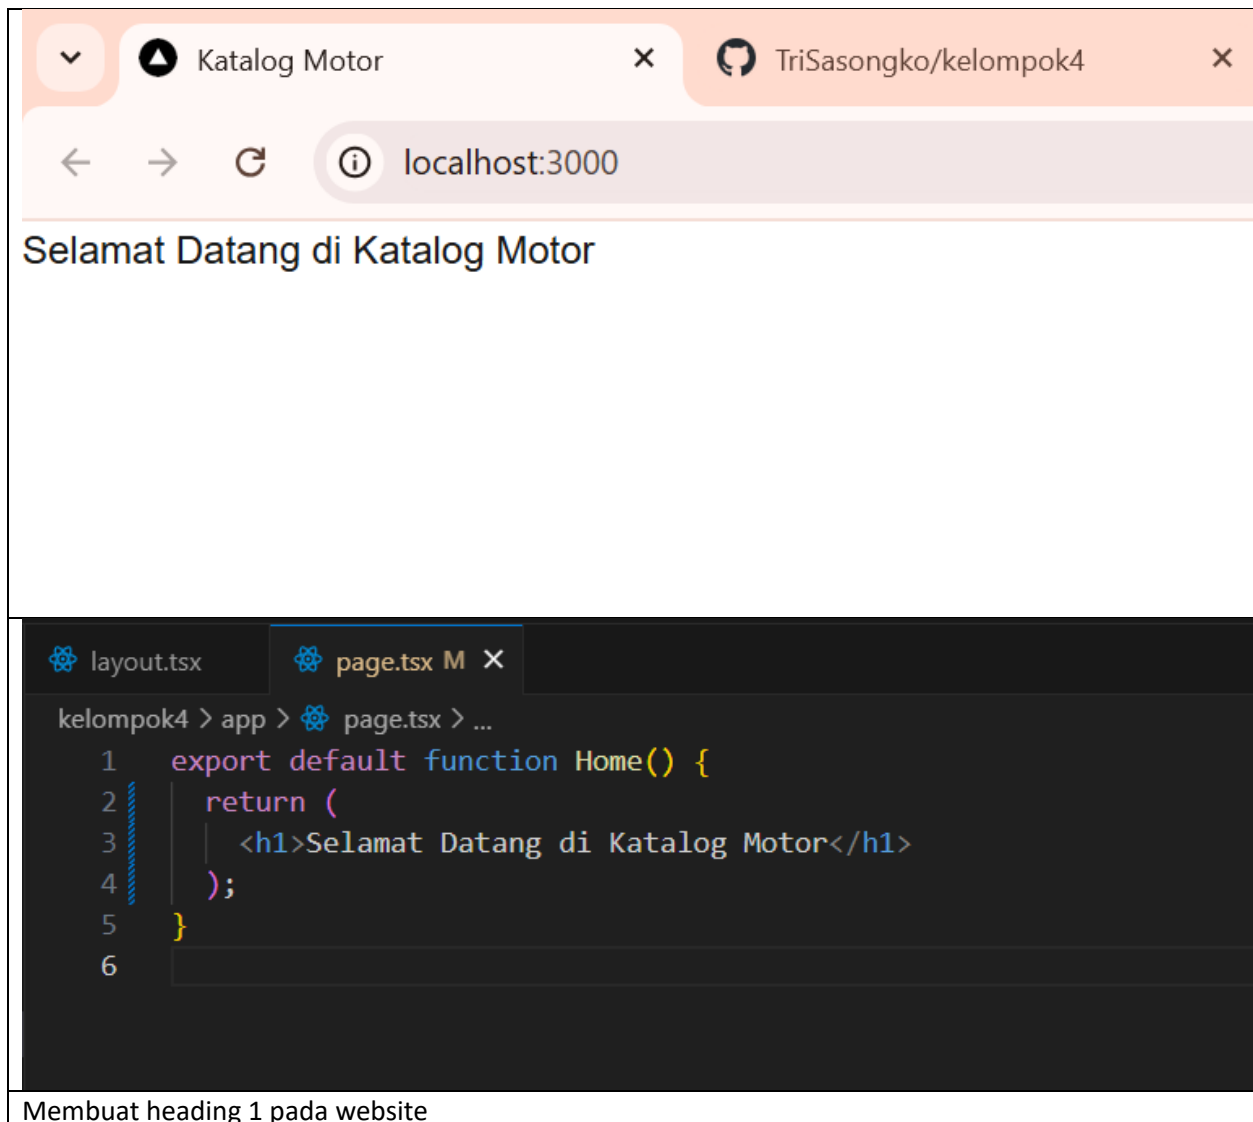 Katalog Motor
TriSasongko/kelompok4
localhost:3000
Selamat Datang di Katalog Motor
layout.tsx
page.tsx M
kelompok4 > app > page.tsx > ...
1 export default function Home() {
2 return (
3 <h1>Selamat Datang di Katalog Motor</h1>
4 );
5 }
6
Membuat heading 1 pada website